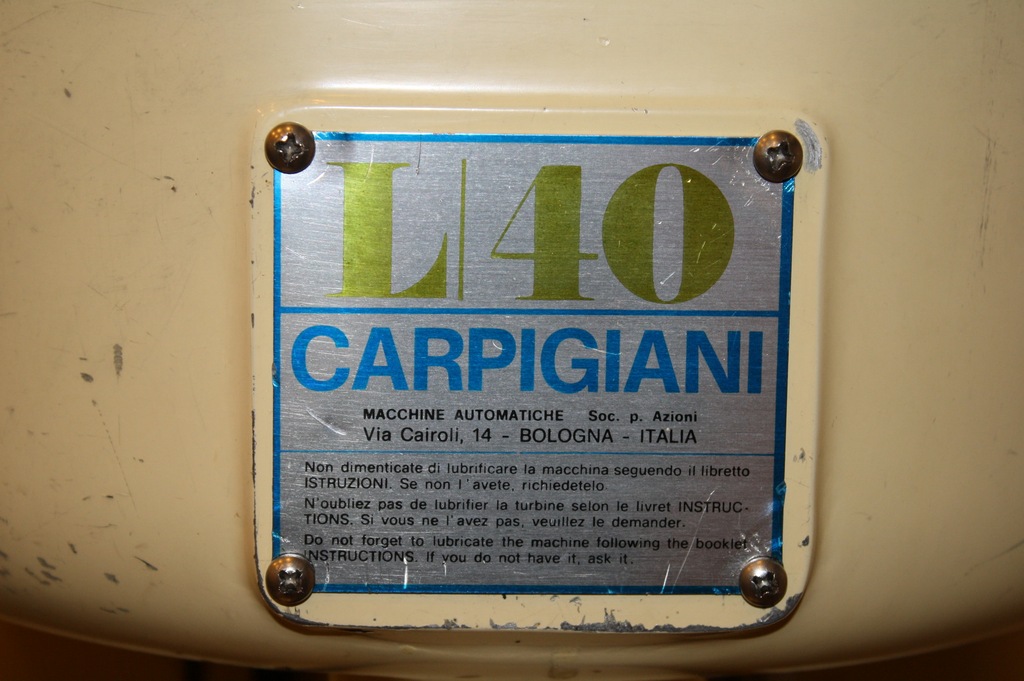 L/40
CARPIGIANI
MACCHINE AUTOMATICHE Soc. p. Azioni
Via Cairoli, 14 - BOLOGNA - ITALIA
Non dimenticate di lubrificare la macchina seguendo il libretto
ISTRUZIONI. Se non l'avete, richiedetelo
N'oubliez pas de lubrifier la turbine selon le livret INSTRUC-
TIONS. Si vous ne l'avez pas, veuillez le demander.
Do not forget to lubricate the machine following the booklet
INSTRUCTIONS. If you do not have it, ask it.